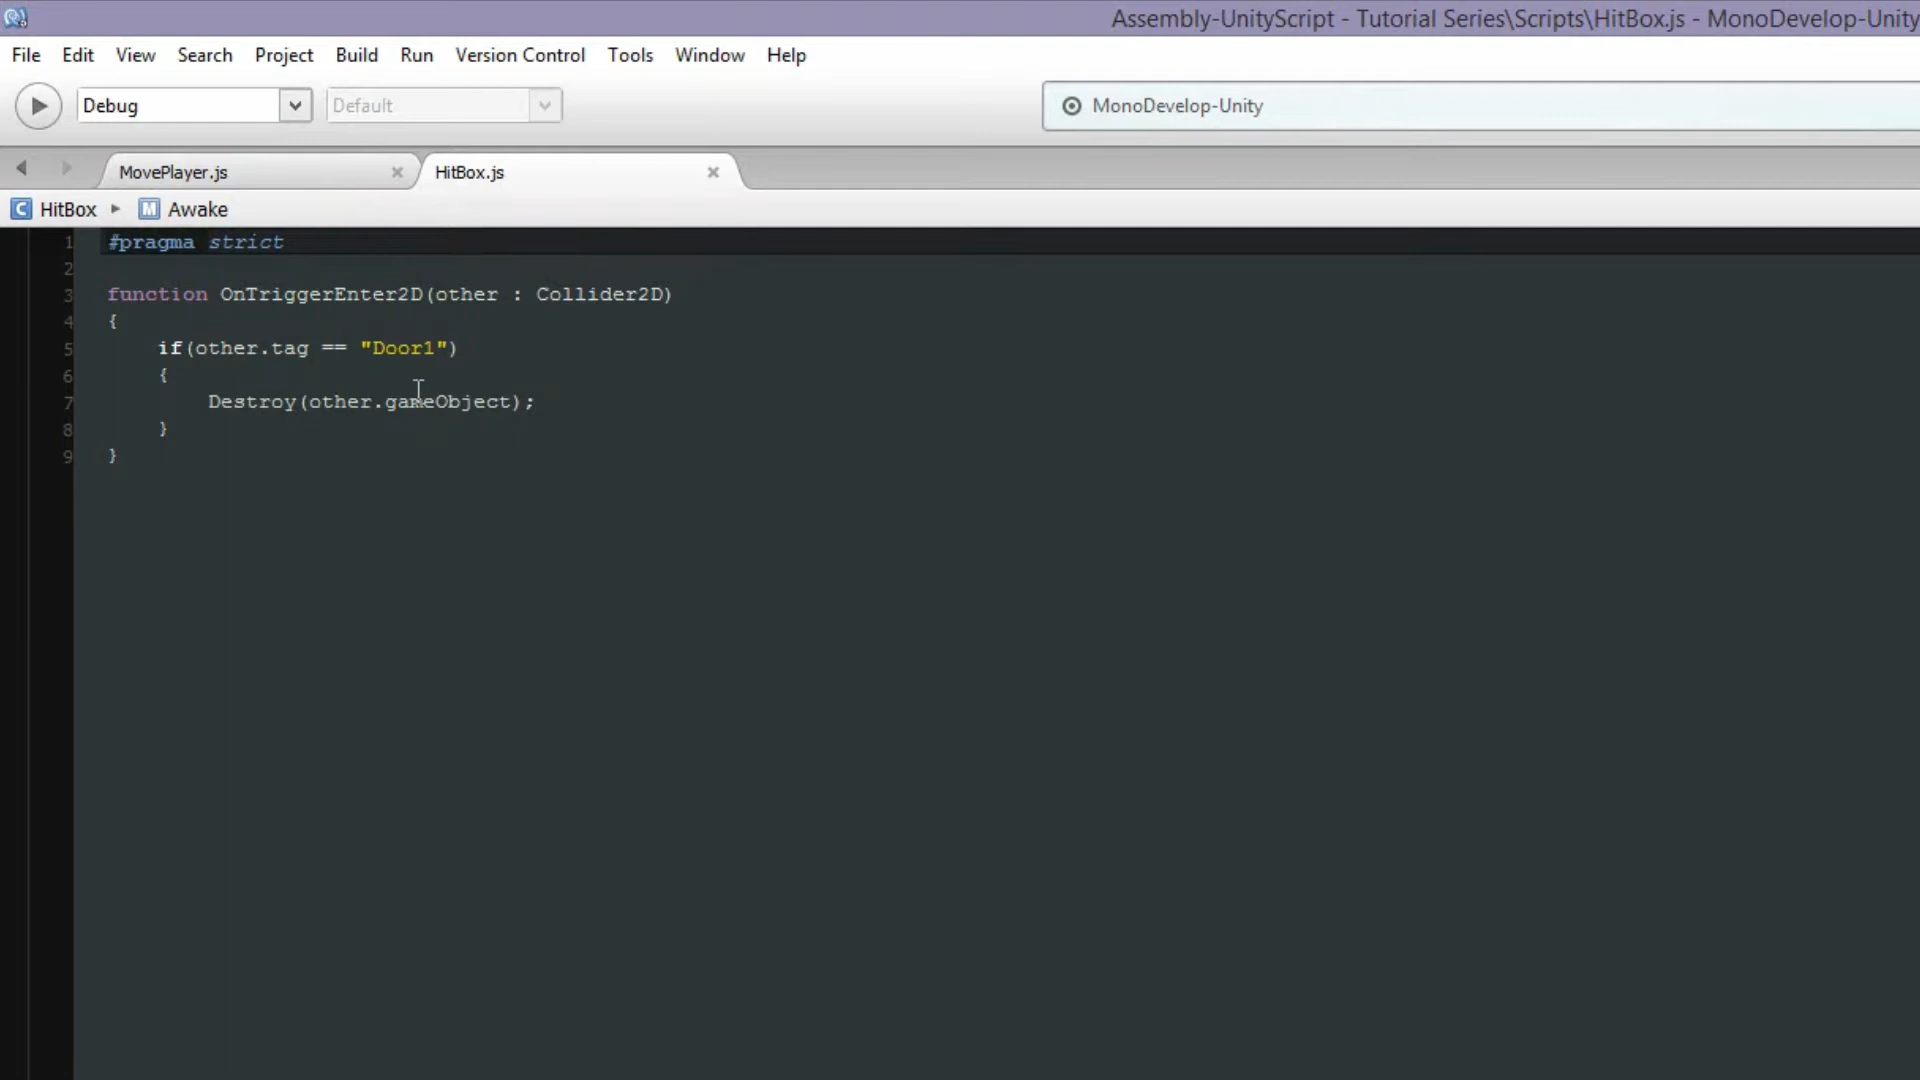 Assembly-UnityScript - Tutorial Series\Scripts\HitBox.js - MonoDevelop-Unity
File Edit View Search Project Build Run Version Control Tools Window Help
Debug Default MonoDevelop-Unity
MovePlayer.js HitBox.js
C HitBox M Awake
1 #pragma strict
2
3 function OnTriggerEnter2D(other : Collider2D)
4 {
5 if(other.tag == "Door1")
6 {
7 Destroy(other.gameObject);
8 }
9 }